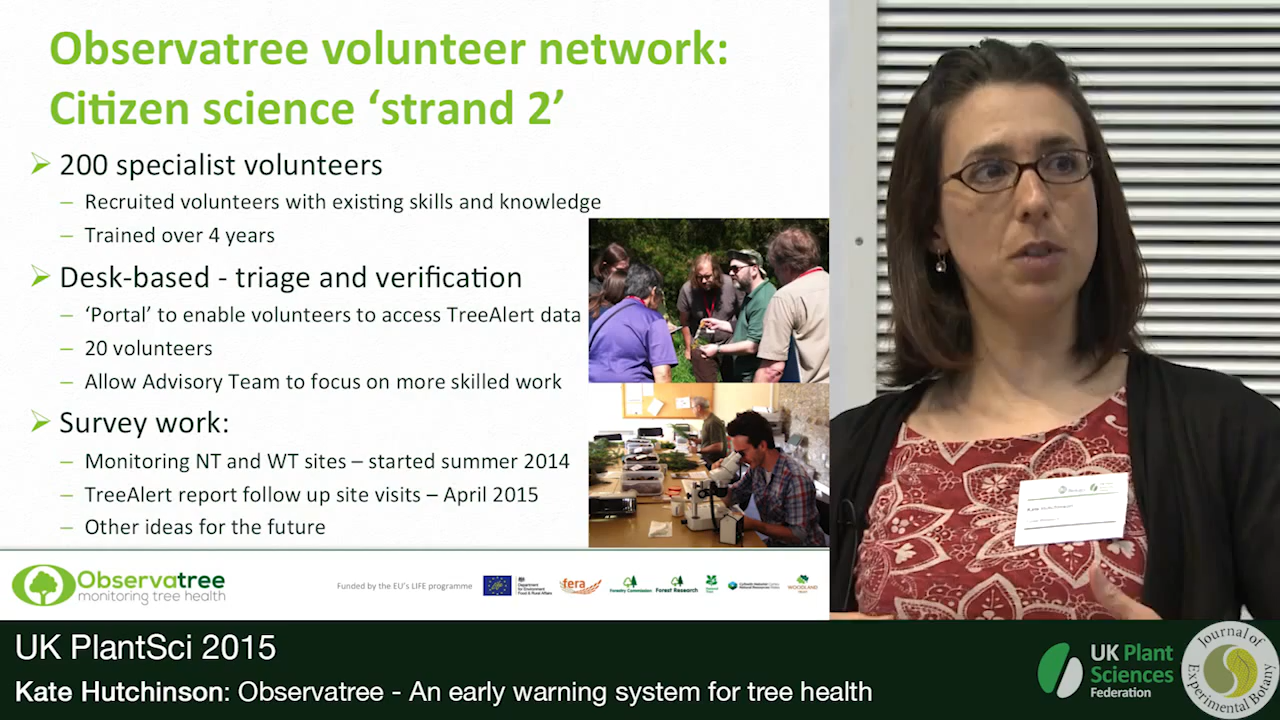 Observatree volunteer network:
Citizen science ‘strand 2’
200 specialist volunteers
– Recruited volunteers with existing skills and knowledge
– Trained over 4 years
Desk-based - triage and verification
– ‘Portal’ to enable volunteers to access TreeAlert data
– 20 volunteers
– Allow Advisory Team to focus on more skilled work
Survey work:
– Monitoring NT and WT sites – started summer 2014
– TreeAlert report follow up site visits – April 2015
– Other ideas for the future
Observatree
monitoring tree health
Funded by the EU's LIFE programme
fera
Forestry Commission
Forest Research
WOODLAND
TRUST
UK PlantSci 2015
Kate Hutchinson: Observatree - An early warning system for tree health
UK Plant
Sciences
Federation
Journal of
Experimental Botany